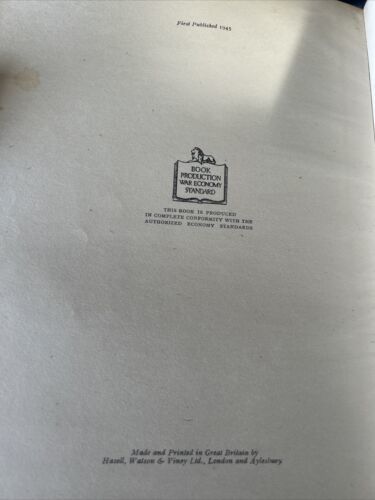 First Published 1945
BOOK
PRODUCTION
WAR ECONOMY
STANDARD
THIS BOOK IS PRODUCED
IN COMPLETE CONFORMITY WITH THE
AUTHORIZED ECONOMY STANDARDS
Made and Printed in Great Britain by
Hazell, Watson & Viney Ltd., London and Aylesbury.